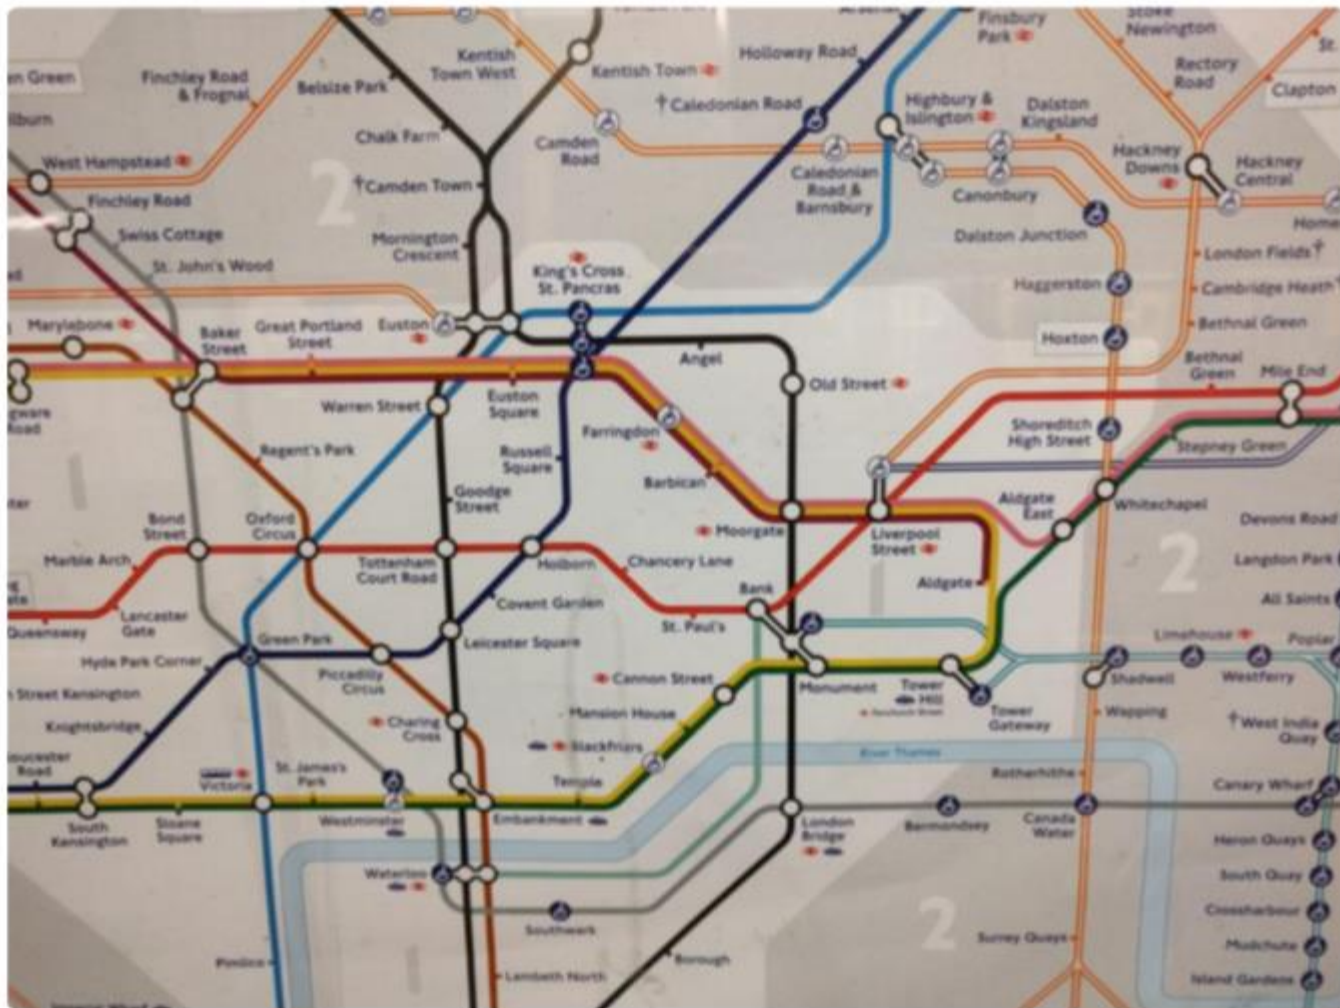 Stoke
Newington
Finsbury
Park
Kentish
Town West
Kentish Town
Holloway Road
Rectory
Road
Clapton
Finchley Road
& Frognal
Belsize Park
†Caledonian Road
Highbury &
Islington
Dalston
Kingsland
Chalk Farm
Camden
Road
Hackney
Downs
Hackney
Central
West Hampstead
2
†Camden Town
Caledonian
Road &
Barnsbury
Canonbury
Finchley Road
Swiss Cottage
Mornington
Crescent
Dalston Junction
London Fields†
St. John's Wood
King's Cross
St. Pancras
Haggerston
Cambridge Heath†
Marylebone
Baker
Street
Great Portland
Street
Euston
Angel
Hoxton
Bethnal Green
Bethnal
Green
Mile End
Old Street
Warren Street
Euston
Square
Farringdon
Shoreditch
High Street
Stepney Green
Regent's Park
Russell
Square
Barbican
Goodge
Street
Aldgate
East
Whitechapel
Bond
Street
Oxford
Circus
Moorgate
Liverpool
Street
Devons Road
2
Marble Arch
Tottenham
Court Road
Holborn
Chancery Lane
Langdon Park
Aldgate
Bank
Lancaster
Gate
Covent Garden
All Saints
Queensway
Green Park
Leicester Square
St. Paul's
Limehouse
Poplar
Hyde Park Corner
Piccadilly
Circus
Cannon Street
Monument
Tower
Hill
Fenchurch Street
Tower
Gateway
Shadwell
Westferry
Street Kensington
Mansion House
Wapping
Knightsbridge
Charing
Cross
†West India
Quay
Blackfriars
River Thames
Road
Victoria
St. James's
Park
Temple
Rotherhithe
Canary Wharf
South
Kensington
Sloane
Square
Westminster
Embankment
London
Bridge
Bermondsey
Canada
Water
Heron Quays
Waterloo
South Quay
Southwark
2
Crossharbour
Surrey Quays
Mudchute
Pimlico
Lambeth North
Borough
Island Gardens